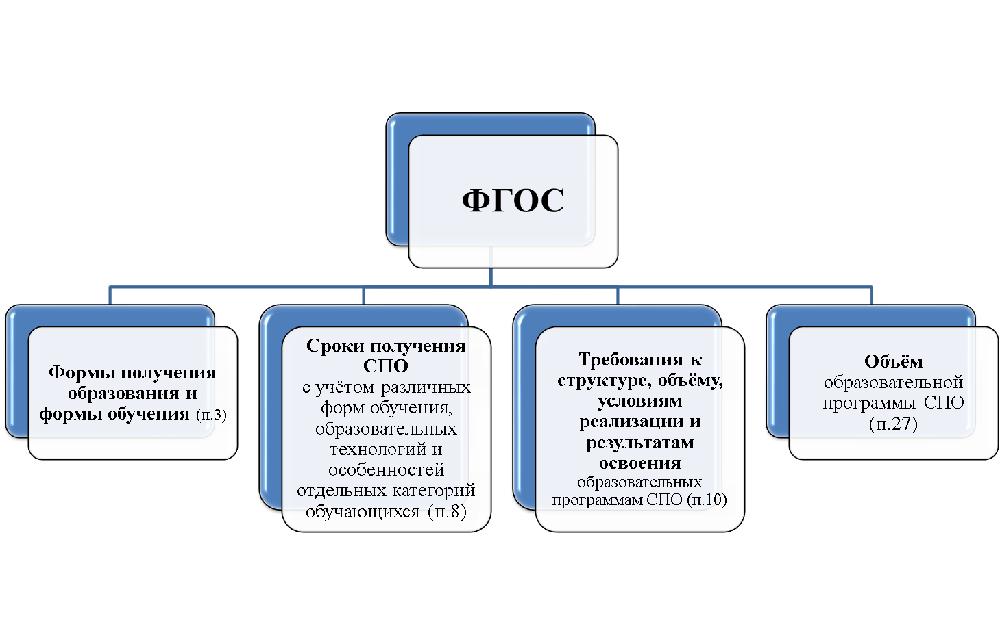 ФГОС
Формы получения
образования и
формы обучения (п.3)
Сроки получения
СПО
с учётом различных
форм обучения,
образовательных
технологий и
особенностей
отдельных категорий
обучающихся (п.8)
Требования к
структуре, объёму,
условиям
реализации и
результатам
освоения
образовательных
программам СПО (п.10)
Объём
образовательной
программы СПО
(п.27)